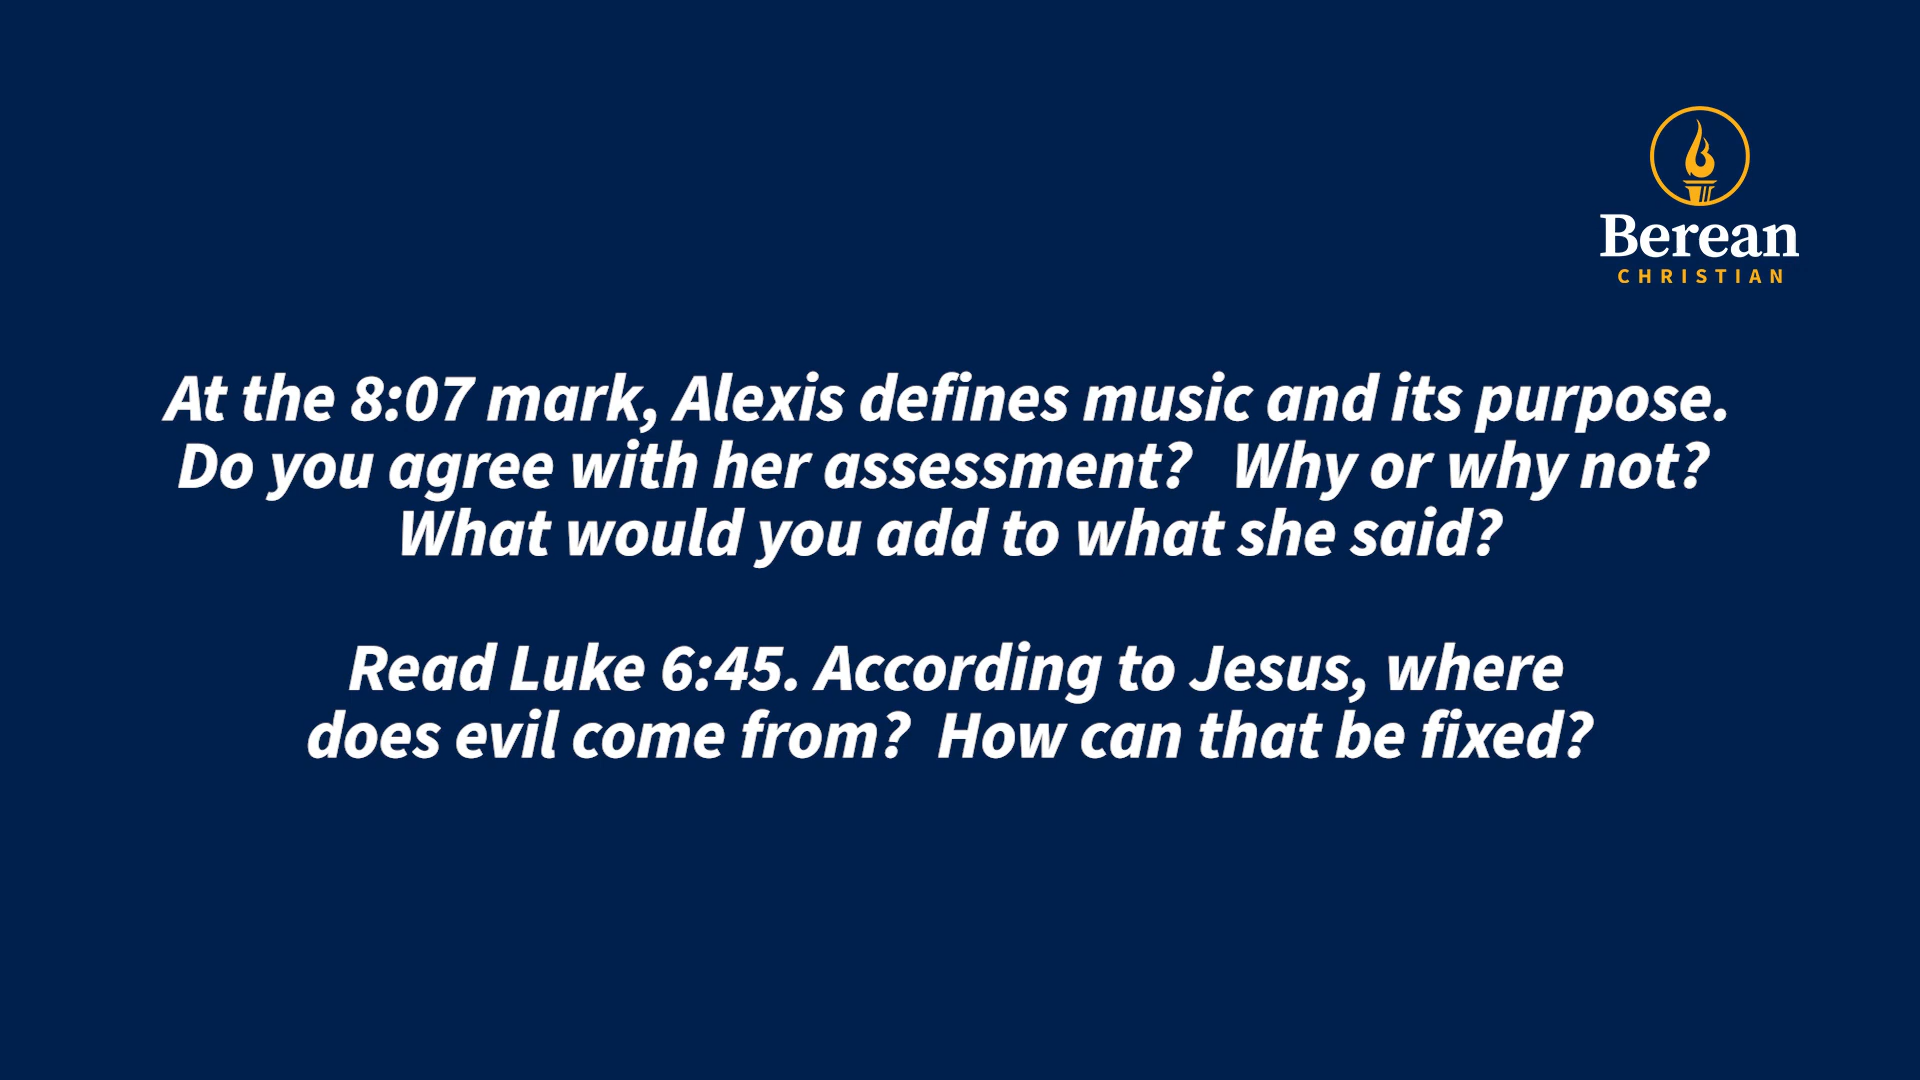 Berean
CHRISTIAN
At the 8:07 mark, Alexis defines music and its purpose.
Do you agree with her assessment?   Why or why not?
What would you add to what she said?
Read Luke 6:45. According to Jesus, where
does evil come from?  How can that be fixed?